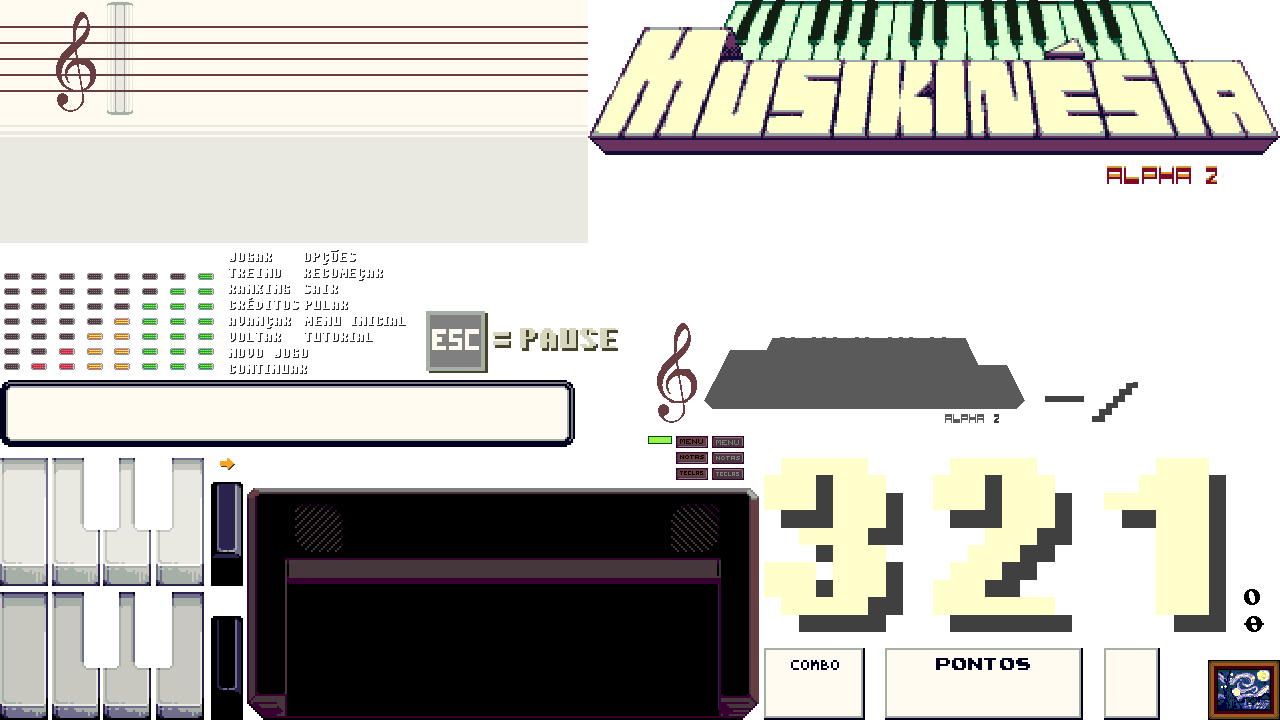 MUSIKINÉSIA
ALPHA 2
JOGAR OPÇÕES
TREINO RECOMEÇAR
RANKING SAIR
CRÉDITOS PULAR
AVANÇAR MENU INICIAL
VOLTAR TUTORIAL
NOVO JOGO
CONTINUAR
ESC = PAUSE
ALPHA 2
MENU MENU
NOTAS NOTAS
TECLAS TECLAS
3 2 1
COMBO
PONTOS